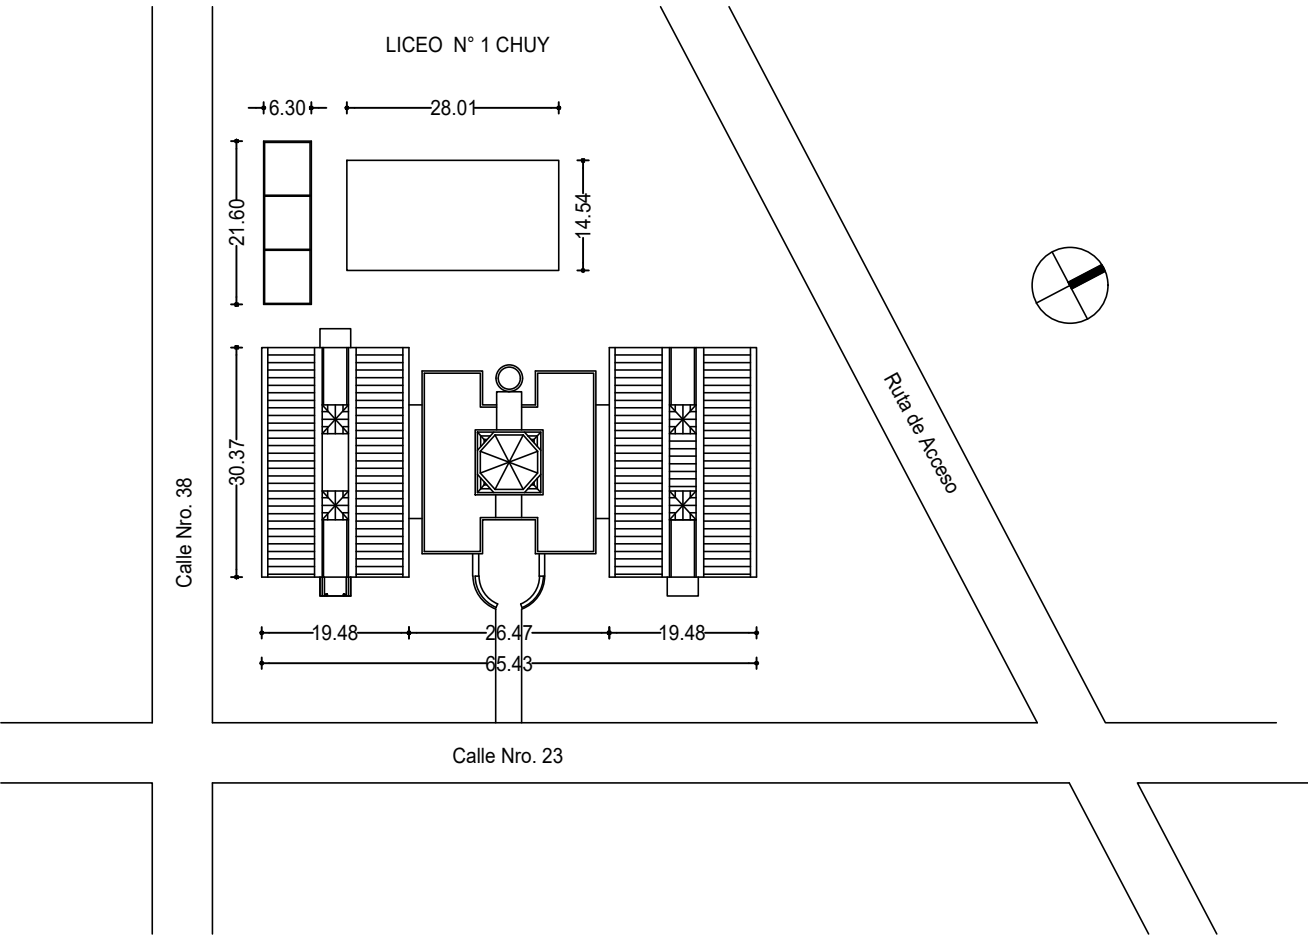 LICEO N° 1 CHUY
6.30
28.01
21.60
14.54
30.37
Calle Nro. 38
Ruta de Acceso
19.48
26.47
19.48
65.43
Calle Nro. 23